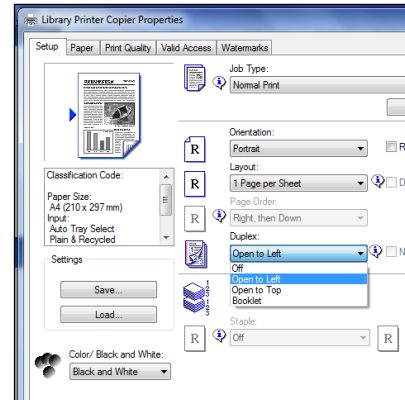 Library Printer Copier Properties
Setup Paper Print Quality Valid Access Watermarks
Job Type:
Normal Print
Orientation:
R Portrait R
Layout:
R 1 Page per Sheet D
Page Order:
R Right, then Down
Duplex:
Open to Left N
Off
Open to Left
Open to Top
Booklet
Staple:
R Off R
Classification Code:
Paper Size:
A4 (210 x 297 mm)
Input:
Auto Tray Select
Plain & Recycled
Settings
Save...
Load...
Color/ Black and White:
Black and White